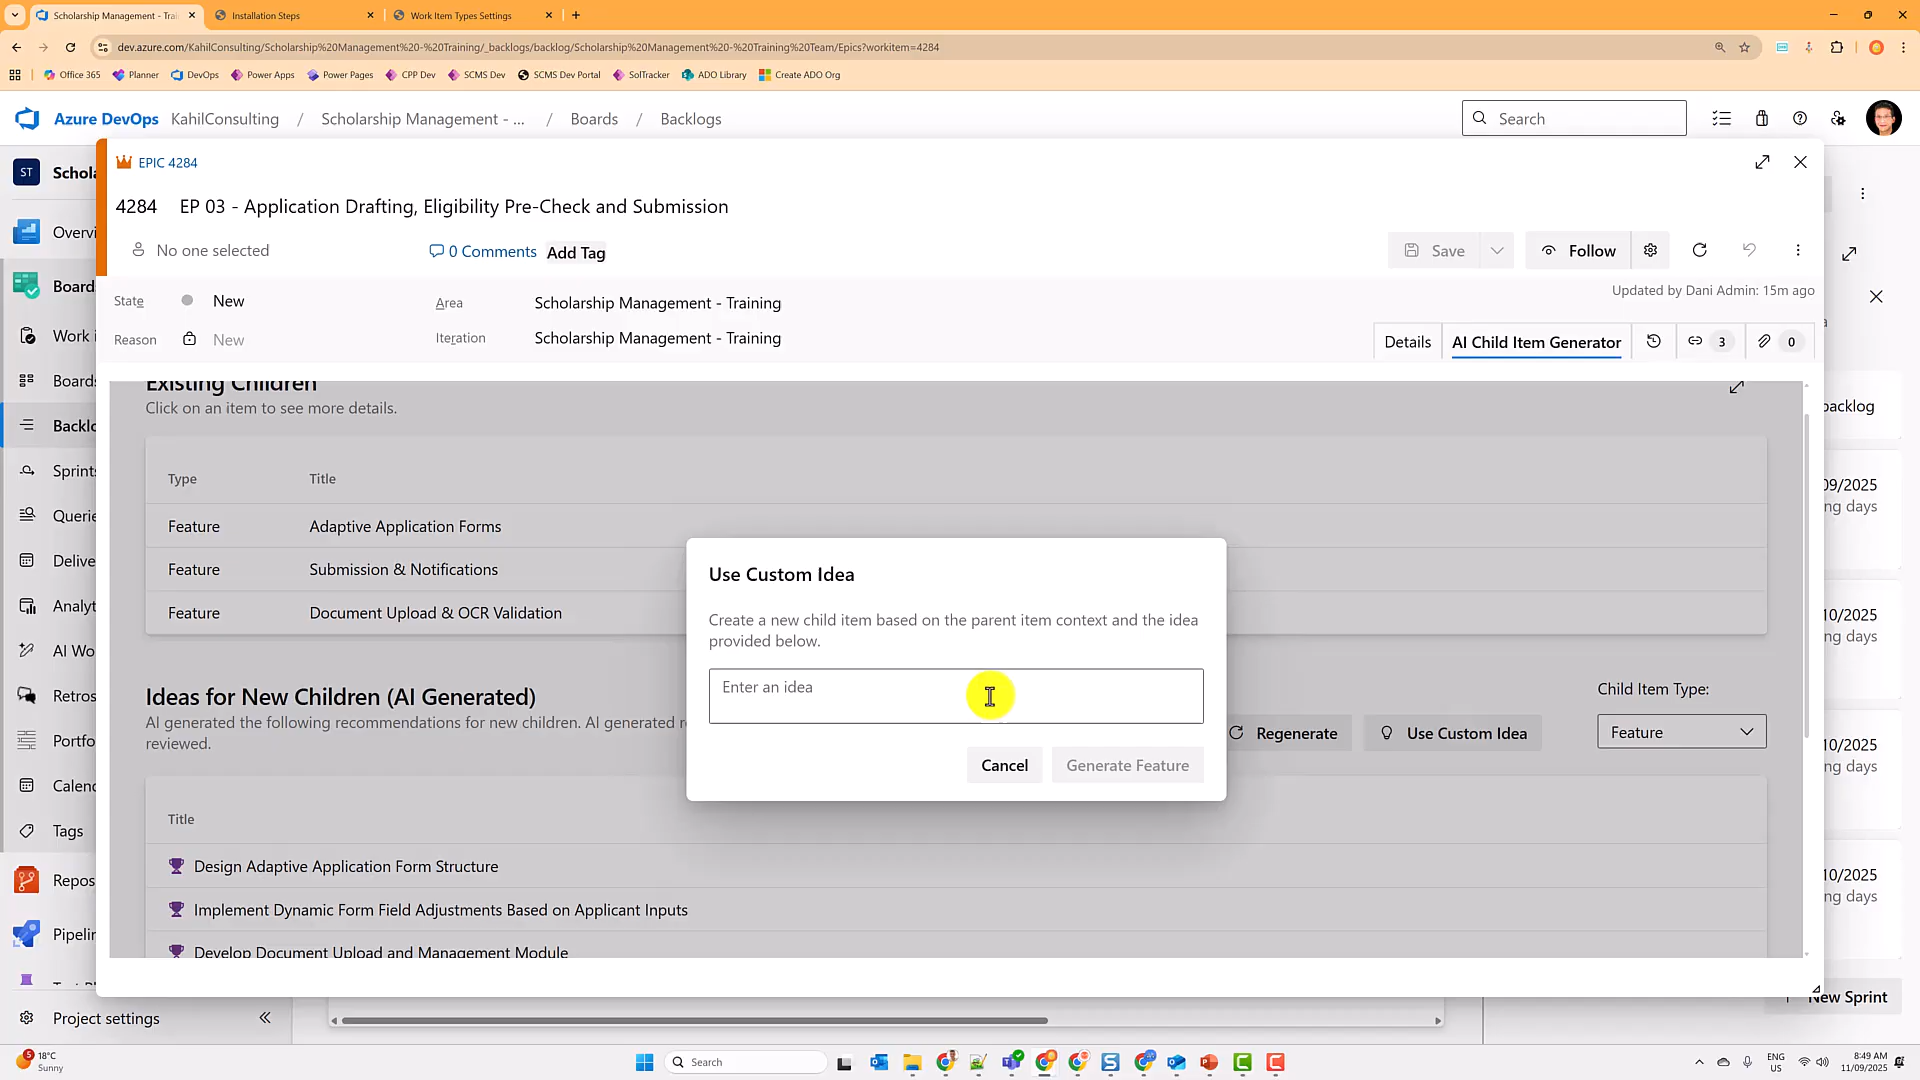 Scholarship Management - Trai
Installation Steps
Work Item Types Settings
dev.azure.com/KahilConsulting/Scholarship%20Management%20-%20Training/_backlogs/backlog/Scholarship%20Management%20-%20Training%20Team/Epics?workitem=4284
Office 365
Planner
DevOps
Power Apps
Power Pages
CPP Dev
SCMS Dev
SCMS Dev Portal
SolTracker
ADO Library
Create ADO Org
Azure DevOps
KahilConsulting / Scholarship Management - ... / Boards / Backlogs
Search
ST
Schola
Overvi
Board
Work i
Boards
Backlo
Sprints
Querie
Delive
Analyt
AI Wo
Retros
Portfo
Calen
Tags
Repos
Pipelin
Project settings
EPIC 4284
4284 EP 03 - Application Drafting, Eligibility Pre-Check and Submission
No one selected
0 Comments
Add Tag
Save
Follow
State
New
Area
Scholarship Management - Training
Updated by Dani Admin: 15m ago
Reason
New
Iteration
Scholarship Management - Training
Details
AI Child Item Generator
3
0
Existing Children
Click on an item to see more details.
Type Title
Feature Adaptive Application Forms
Feature Submission & Notifications
Feature Document Upload & OCR Validation
Ideas for New Children (AI Generated)
AI generated the following recommendations for new children. AI generated r
reviewed.
Regenerate
Use Custom Idea
Child Item Type:
Feature
Title
Design Adaptive Application Form Structure
Implement Dynamic Form Field Adjustments Based on Applicant Inputs
Develop Document Upload and Management Module
Use Custom Idea
Create a new child item based on the parent item context and the idea
provided below.
Enter an idea
Cancel
Generate Feature
a
backlog
09/2025
ng days
10/2025
ng days
10/2025
ng days
10/2025
ng days
New Sprint
5
18°C
Sunny
Search
ENG
US
8:49 AM
11/09/2025